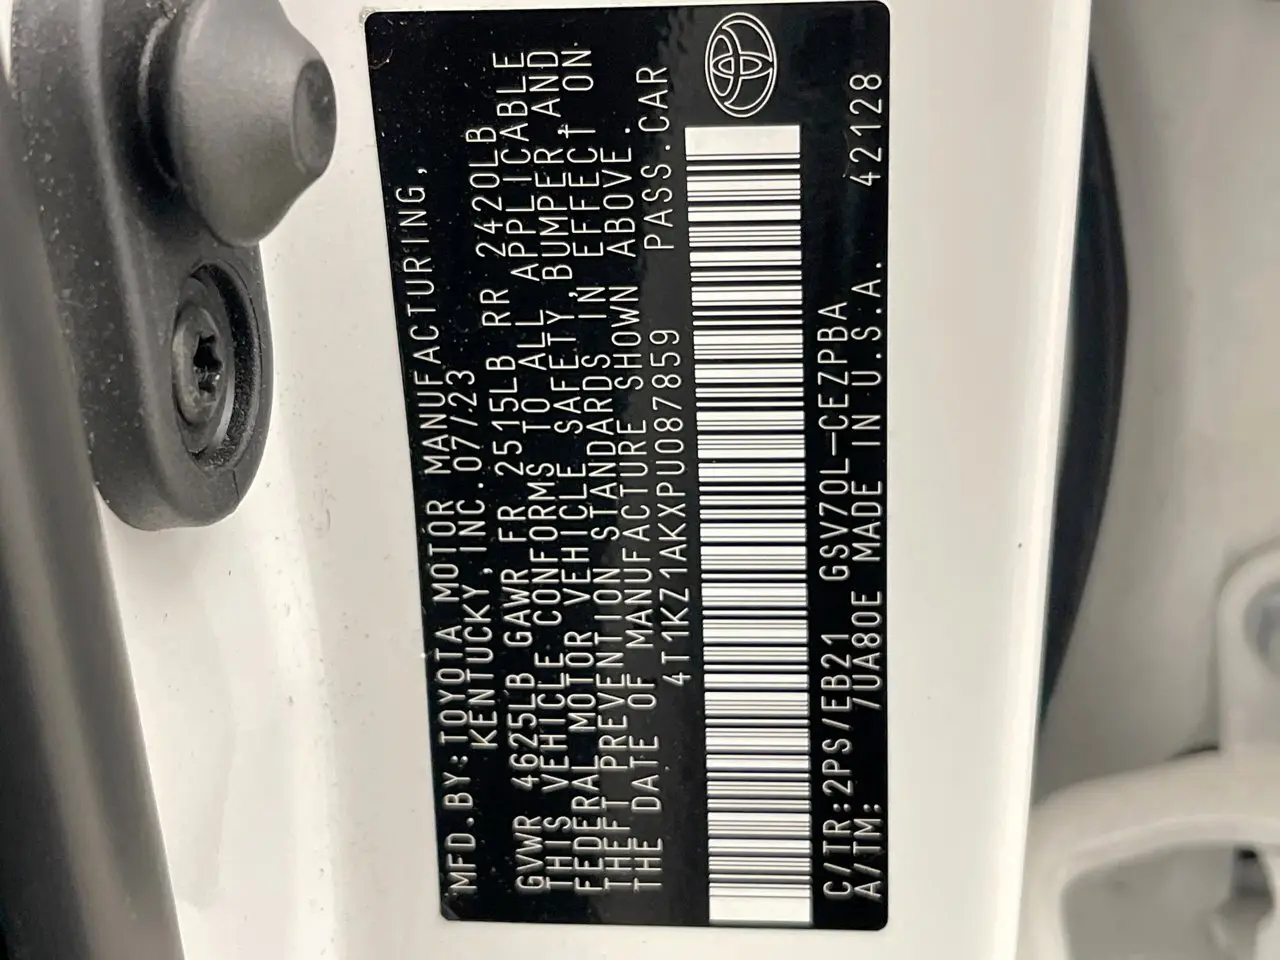 MFD.BY:TOYOTA MOTOR MANUFACTURING,
KENTUCKY,INC.07/23
GVWR 4625LB GAWR FR 2515LB RR 2420LB
THIS VEHICLE CONFORMS TO ALL APPLICABLE
FEDERAL MOTOR VEHICLE SAFETY,BUMPER,AND
THEFT PREVENTION STANDARDS IN EFFECT ON
THE DATE OF MANUFACTURE SHOWN ABOVE.
4T1KZ1AKXPU087859 PASS.CAR
C/TR:2PS/EB21 GSV70L-CEZPBA
A/TM: 7UA80E MADE IN U.S.A. 42128